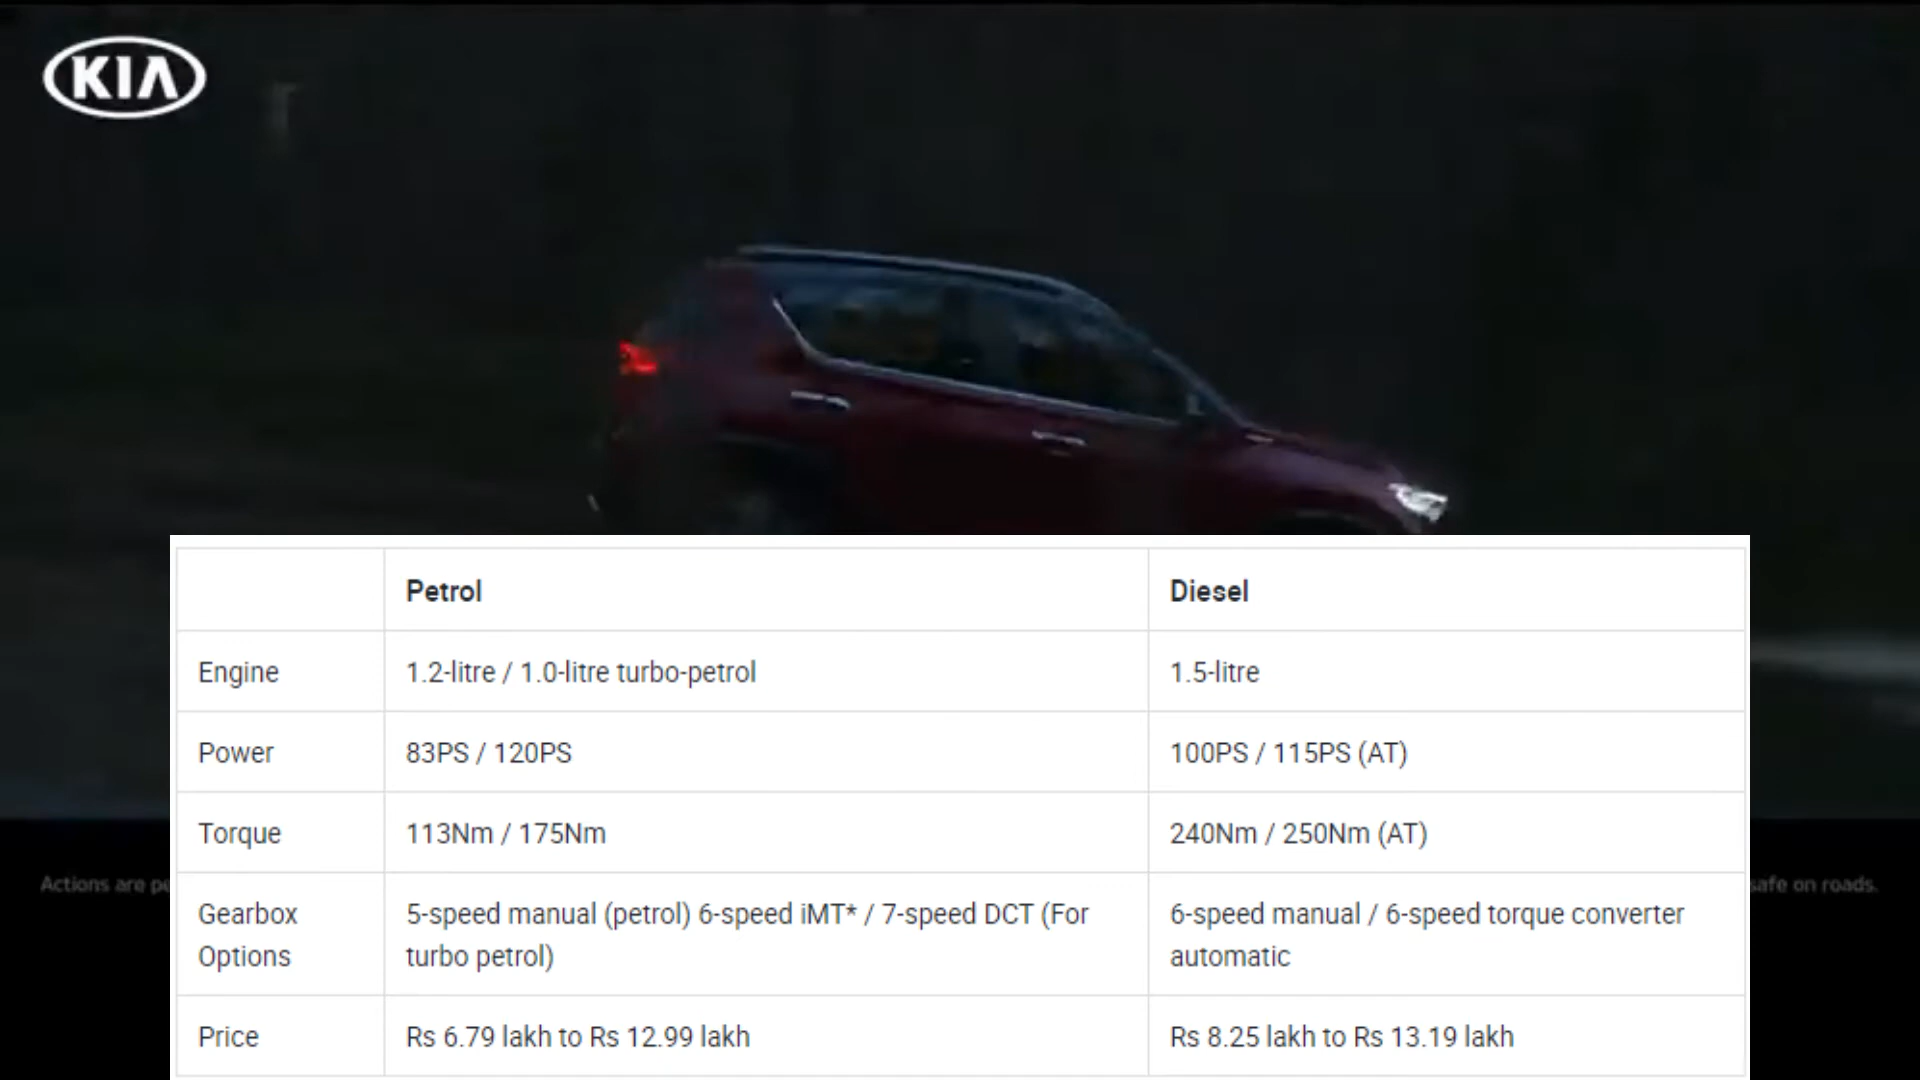 KIA
Petrol Diesel
Engine 1.2-litre / 1.0-litre turbo-petrol 1.5-litre
Power 83PS / 120PS 100PS / 115PS (AT)
Torque 113Nm / 175Nm 240Nm / 250Nm (AT)
Actions are safe on roads.
Gearbox 5-speed manual (petrol) 6-speed iMT* / 7-speed DCT (For 6-speed manual / 6-speed torque converter
Options turbo petrol) automatic
Price Rs 6.79 lakh to Rs 12.99 lakh Rs 8.25 lakh to Rs 13.19 lakh